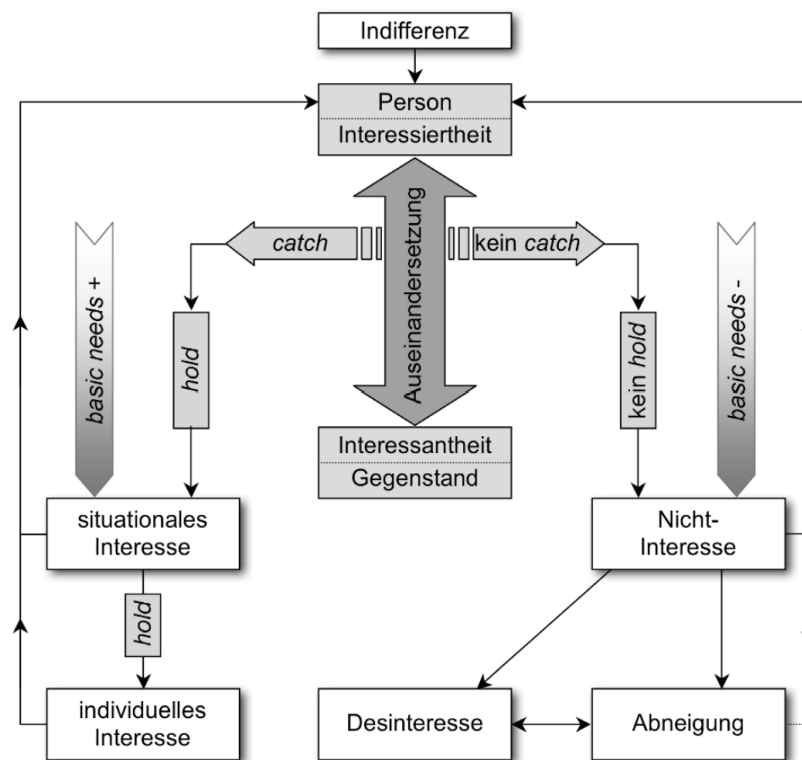 Indifferenz
Person
Interessiertheit
Auseinandersetzung
catch
kein catch
basic needs +
hold
kein hold
basic needs -
Interessantheit
Gegenstand
situationales
Interesse
Nicht-
Interesse
hold
individuelles
Interesse
Desinteresse
Abneigung